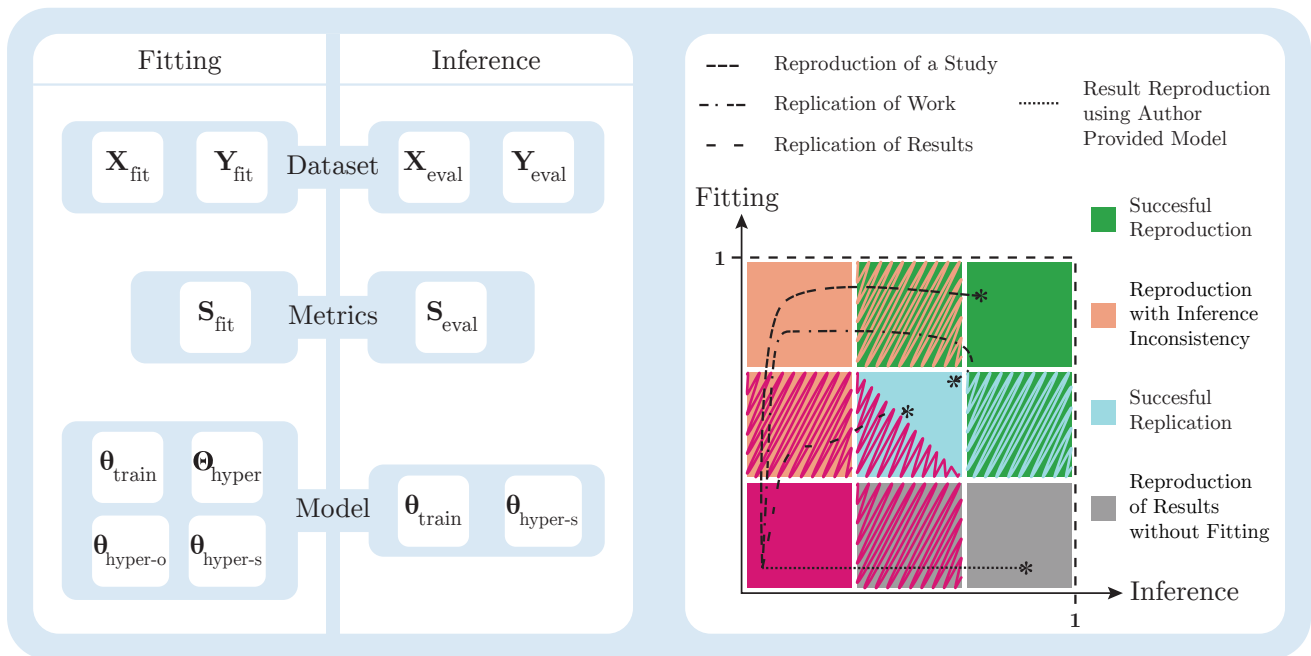 Fitting
Inference
X_fit
Y_fit
Dataset
X_eval
Y_eval
S_fit
Metrics
S_eval
θ_train
Θ_hyper
θ_hyper-o
θ_hyper-s
Model
θ_train
θ_hyper-s
Reproduction of a Study
Replication of Work
Replication of Results
Result Reproduction
using Author
Provided Model
Fitting
1
Inference
1
Succesful
Reproduction
Reproduction
with Inference
Inconsistency
Succesful
Replication
Reproduction
of Results
without Fitting